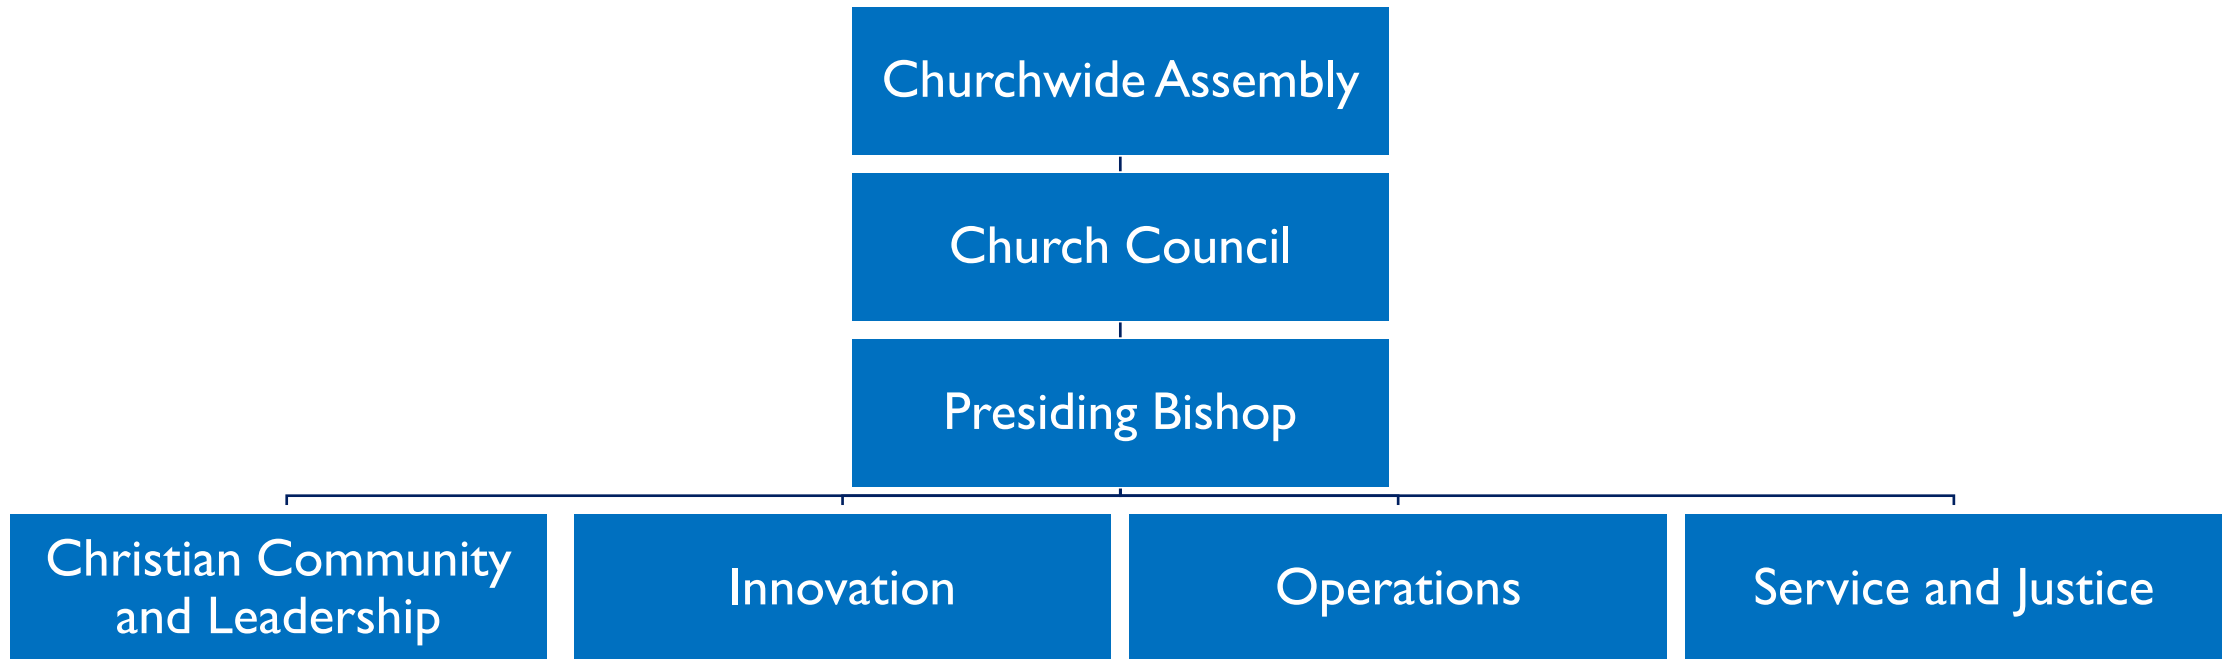 Churchwide Assembly
Church Council
Presiding Bishop
Christian Community
and Leadership
Innovation
Operations
Service and Justice